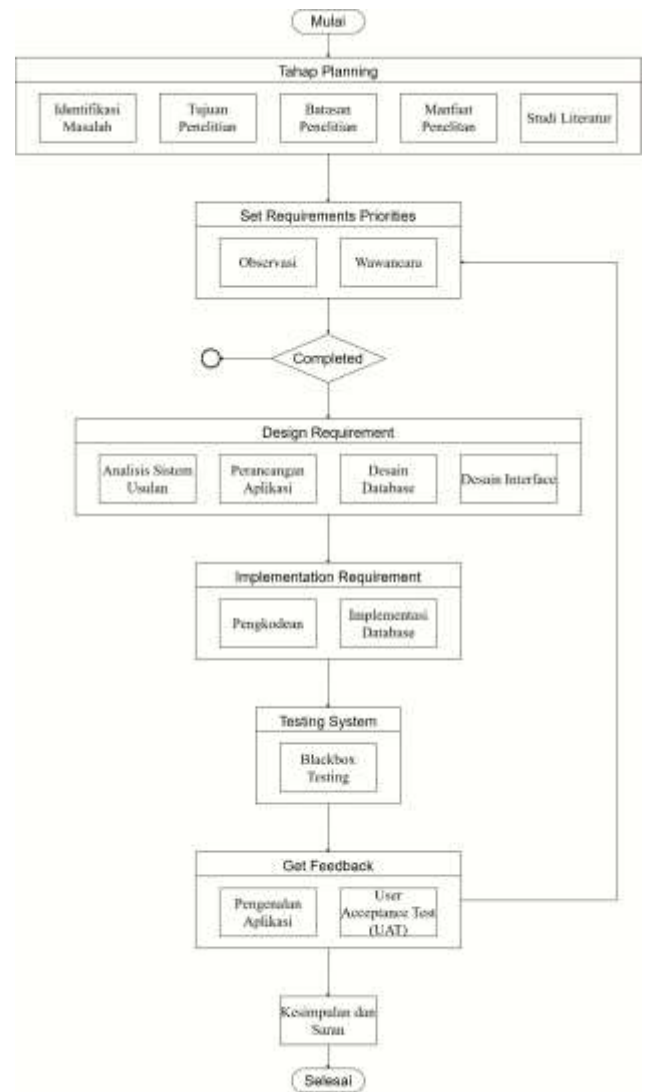 Mulai
Tahap Planning
Identifikasi
Masalah
Tujuan
Penelitian
Batasan
Penelitian
Manfaat
Penelitan
Studi Literatur
Set Requirements Priorities
Observasi
Wawancara
Completed
Design Requirement
Analisis Sistem
Usulan
Perancangan
Aplikasi
Desain
Database
Desain Interface
Implementation Requirement
Pengkodean
Implementasi
Database
Testing System
Blackbox
Testing
Get Feedback
Pengenalan
Aplikasi
User
Acceptance Test
(UAT)
Kesimpulan dan
Saran
Selesai